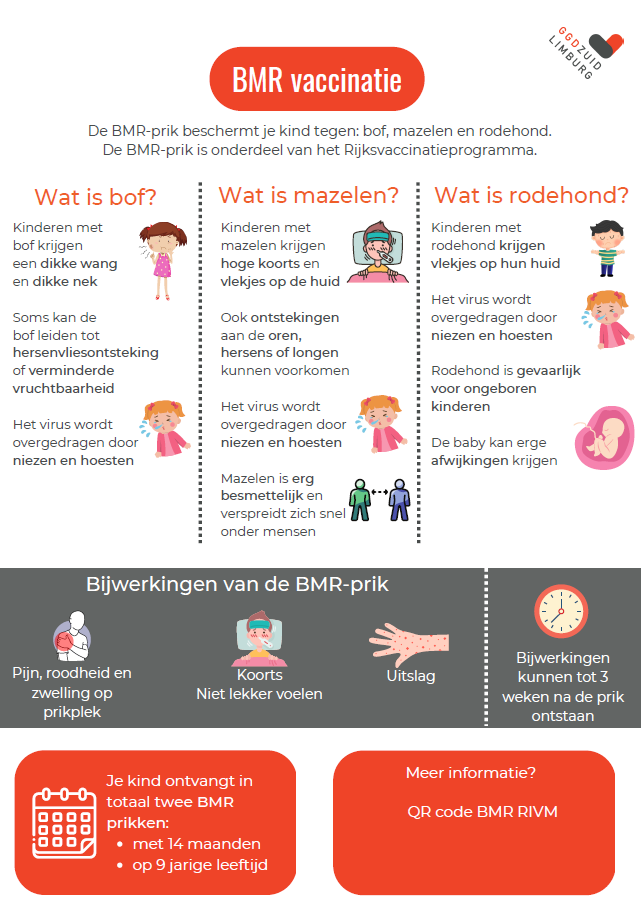 GGDZUID
LIMBURG
BMR vaccinatie
De BMR-prik beschermt je kind tegen: bof, mazelen en rodehond.
De BMR-prik is onderdeel van het Rijksvaccinatieprogramma.
Wat is bof?
Kinderen met
bof krijgen
een dikke wang
en dikke nek
Soms kan de
bof leiden tot
hersenvliesontsteking
of verminderde
vruchtbaarheid
Het virus wordt
overgedragen door
niezen en hoesten
Wat is mazelen?
Kinderen met
mazelen krijgen
hoge koorts en
vlekjes op de huid
Ook ontstekingen
aan de oren,
hersens of longen
kunnen voorkomen
Het virus wordt
overgedragen door
niezen en hoesten
Mazelen is erg
besmettelijk en
verspreidt zich snel
onder mensen
Wat is rodehond?
Kinderen met
rodehond krijgen
vlekjes op hun huid
Het virus wordt
overgedragen door
niezen en hoesten
Rodehond is gevaarlijk
voor ongeboren
kinderen
De baby kan erge
afwijkingen krijgen
Bijwerkingen van de BMR-prik
Pijn, roodheid en
zwelling op
prikplek
Koorts
Niet lekker voelen
Uitslag
Bijwerkingen
kunnen tot 3
weken na de prik
ontstaan
Je kind ontvangt in
totaal twee BMR
prikken:
• met 14 maanden
• op 9 jarige leeftijd
Meer informatie?
QR code BMR RIVM